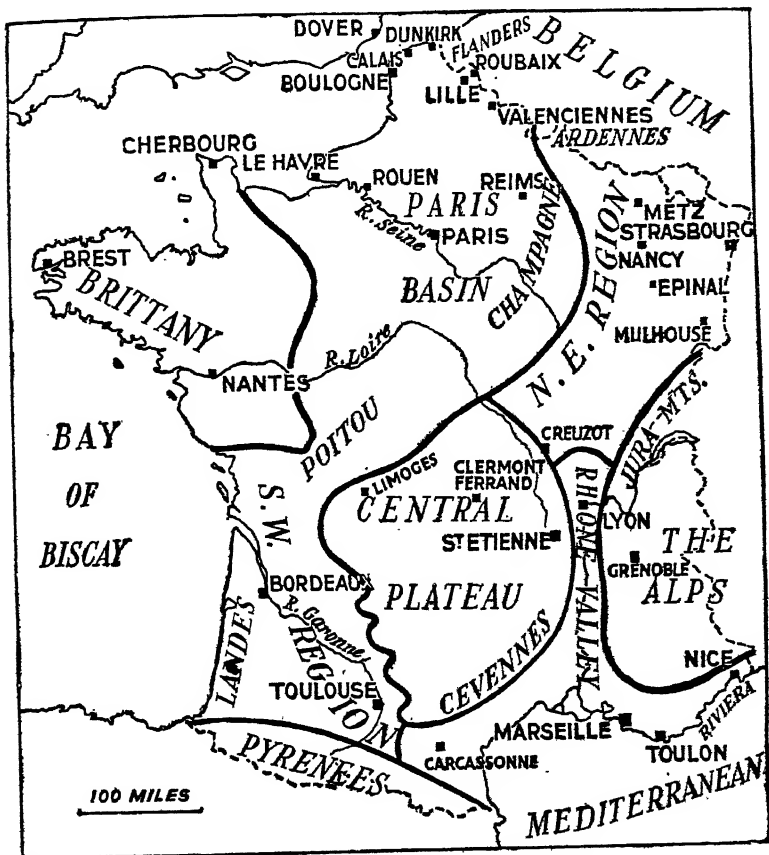 DOVER
DUNKIRK
CALAIS
FLANDERS
BELGIUM
BOULOGNE
ROUBAIX
LILLE
VALENCIENNES
ARDENNES
CHERBOURG
LE HAVRE
ROUEN
REIMS
PARIS
R. Seine
PARIS
BASIN
CHAMPAGNE
N. E. REGION
METZ
STRASBOURG
NANCY
EPINAL
MULHOUSE
BREST
BRITTANY
NANTES
R. Loire
POITOU
BAY
OF
BISCAY
CREUZOT
JURA MTS.
LIMOGES
CLERMONT
FERRAND
CENTRAL
PLATEAU
ST ETIENNE
RHONE VALLEY
LYON
THE
ALPS
GRENOBLE
S.W.
REGION
BORDEAUX
R. Garonne
LANDES
TOULOUSE
CEVENNES
NICE
RIVIERA
MARSEILLE
TOULON
CARCASSONNE
PYRENEES
MEDITERRANEAN
100 MILES